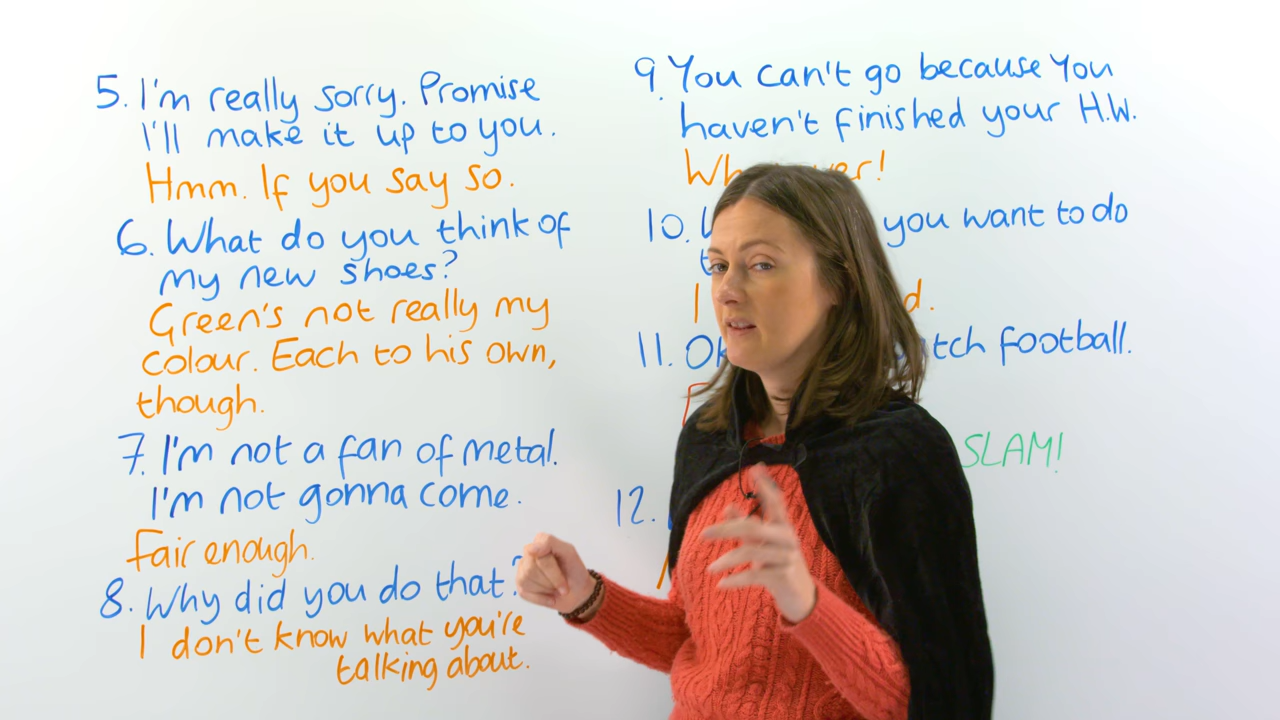 5. I'm really sorry. Promise
I'll make it up to you.
Hmm. If you say so.
6. What do you think of
my new shoes?
Green's not really my
colour. Each to his own,
though.
7. I'm not a fan of metal.
I'm not gonna come.
Fair enough.
8. Why did you do that?
I don't know what you're
talking about.
9. You can't go because You
haven't finished your H.W.
10. you want to do
11. football.
SLAM!
12.